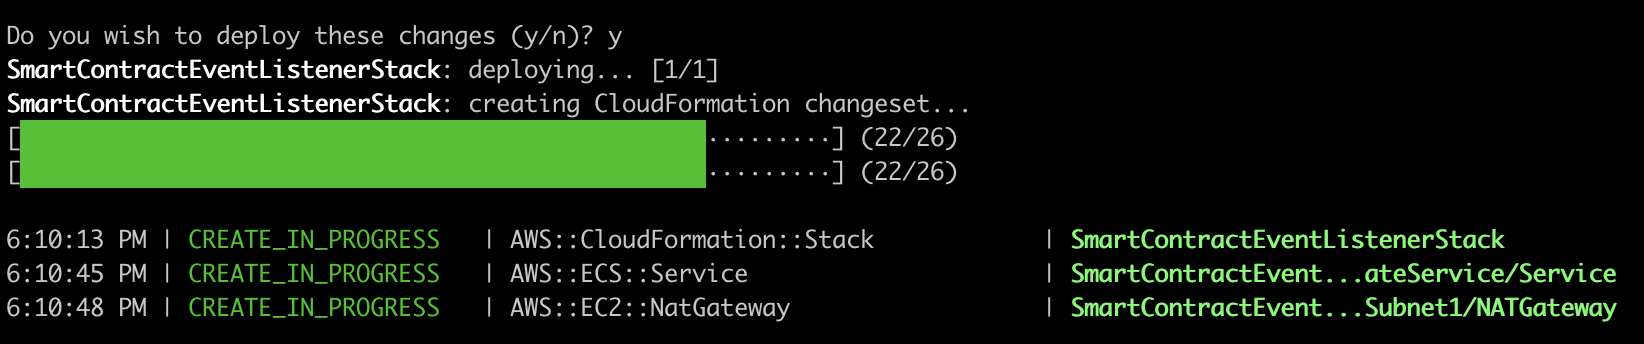 Do you wish to deploy these changes (y/n)? y
SmartContractEventListenerStack: deploying... [1/1]
SmartContractEventListenerStack: creating CloudFormation changeset...
[█████████████████████████████████████████████████·········] (22/26)
[█████████████████████████████████████████████████·········] (22/26)
6:10:13 PM | CREATE_IN_PROGRESS | AWS::CloudFormation::Stack | SmartContractEventListenerStack
6:10:45 PM | CREATE_IN_PROGRESS | AWS::ECS::Service | SmartContractEvent...ateService/Service
6:10:48 PM | CREATE_IN_PROGRESS | AWS::EC2::NatGateway | SmartContractEvent...Subnet1/NATGateway